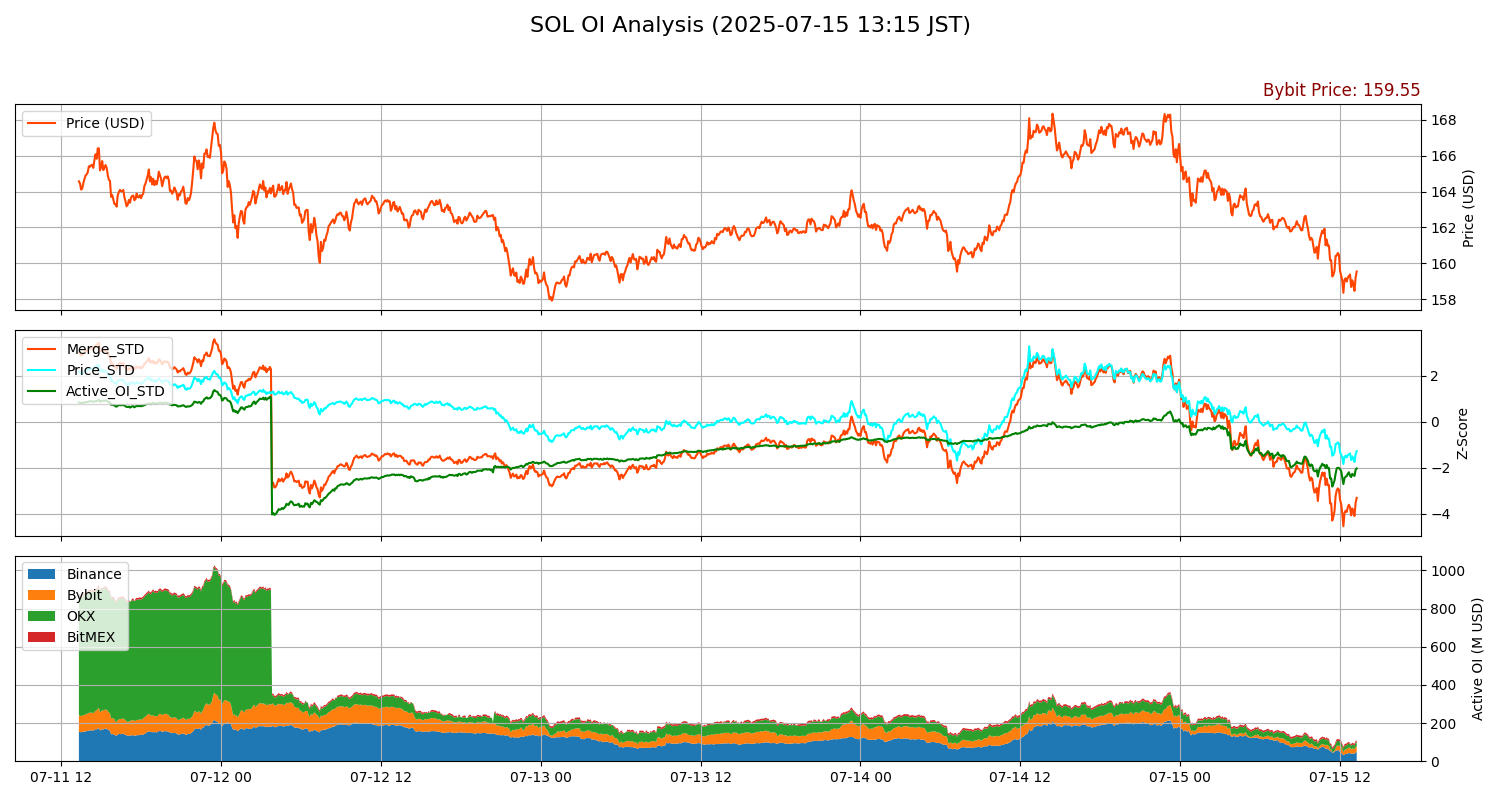 SOL OI Analysis (2025-07-15 13:15 JST)
Bybit Price: 159.55
Price (USD)
168
166
164
162
160
158
Price (USD)
Merge_STD
Price_STD
Active_OI_STD
2
0
−2
−4
Z-Score
Binance
Bybit
OKX
BitMEX
1000
800
600
400
200
0
Active OI (M USD)
07-11 12
07-12 00
07-12 12
07-13 00
07-13 12
07-14 00
07-14 12
07-15 00
07-15 12